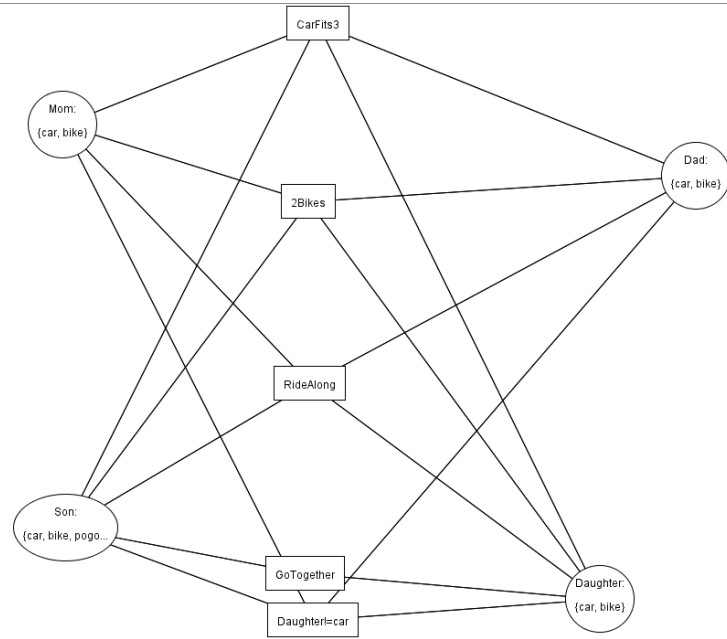 CarFits3
Mom:
{car, bike}
Dad:
{car, bike}
2Bikes
RideAlong
Son:
{car, bike, pogo...
GoTogether
Daughter:
{car, bike}
Daughter!=car